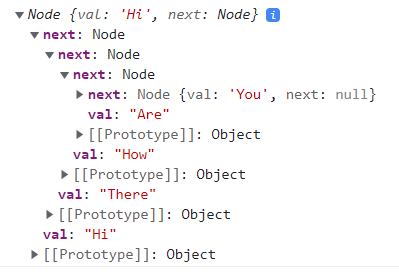 ▼ Node {val: 'Hi', next: Node} i
▼ next: Node
▼ next: Node
▼ next: Node
▶ next: Node {val: 'You', next: null}
val: "Are"
▶ [[Prototype]]: Object
val: "How"
▶ [[Prototype]]: Object
val: "There"
▶ [[Prototype]]: Object
val: "Hi"
▶ [[Prototype]]: Object